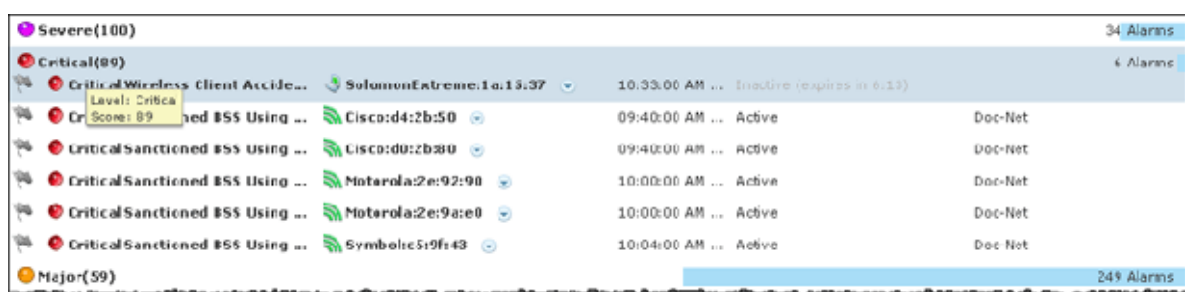 Severe(100) 34 Alarms
Critical(89) 6 Alarms
Critical Wireless Client Accide... SolomonExtreme:1a:15:37 10:33:00 AM ... Inactive (expires in 6:13)
Level: Critica
Score: 89
Cr ned BSS Using ... Cisco:d4:2b:50 09:40:00 AM ... Active Doc-Net
Critical Sanctioned BSS Using ... Cisco:d0:2b:80 09:40:00 AM ... Active Doc-Net
Critical Sanctioned BSS Using ... Motorola:2e:92:90 10:00:00 AM ... Active Doc-Net
Critical Sanctioned BSS Using ... Motorola:2e:9a:e0 10:00:00 AM ... Active Doc-Net
Critical Sanctioned BSS Using ... Symbol:c5:9f:43 10:04:00 AM ... Active Doc-Net
Major(59) 249 Alarms